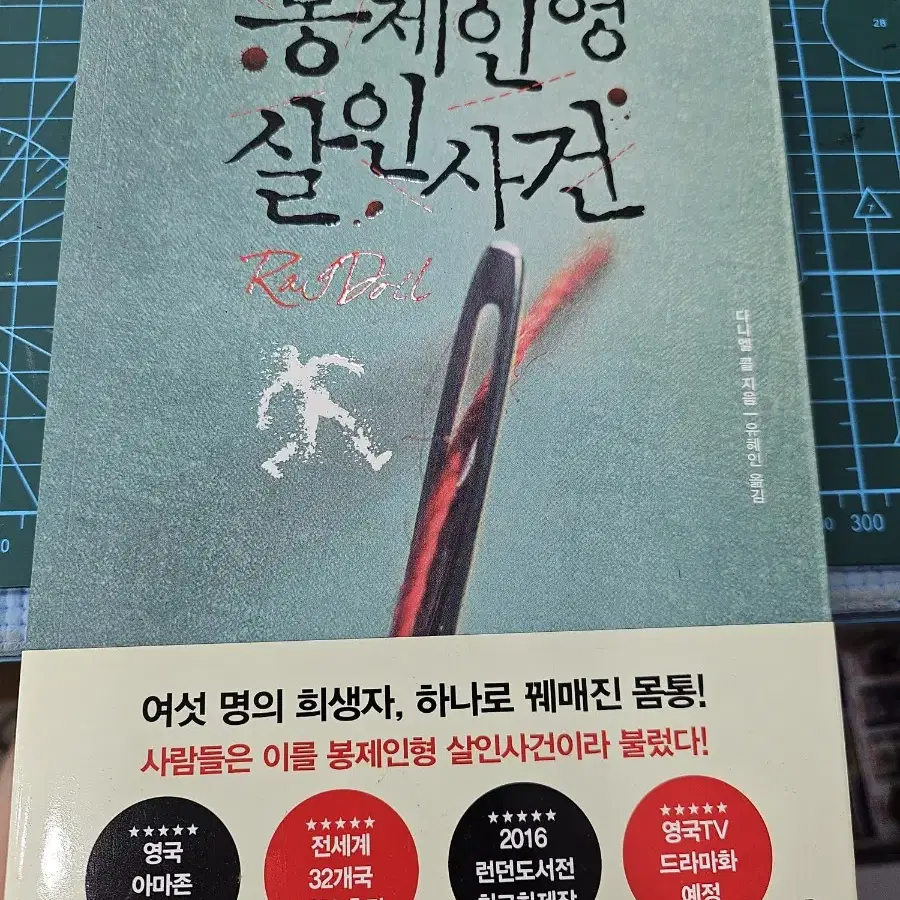 봉제인형
살인사건
RagDoll
다니엘 콜 지음 | 유혜인 옮김
여섯 명의 희생자, 하나로 꿰매진 몸통!
사람들은 이를 봉제인형 살인사건이라 불렀다!
★★★★★
영국
아마존
★★★★★
전세계
32개국
★★★★★
2016
런던도서전
★★★★★
영국TV
드라마화
예정
300
0